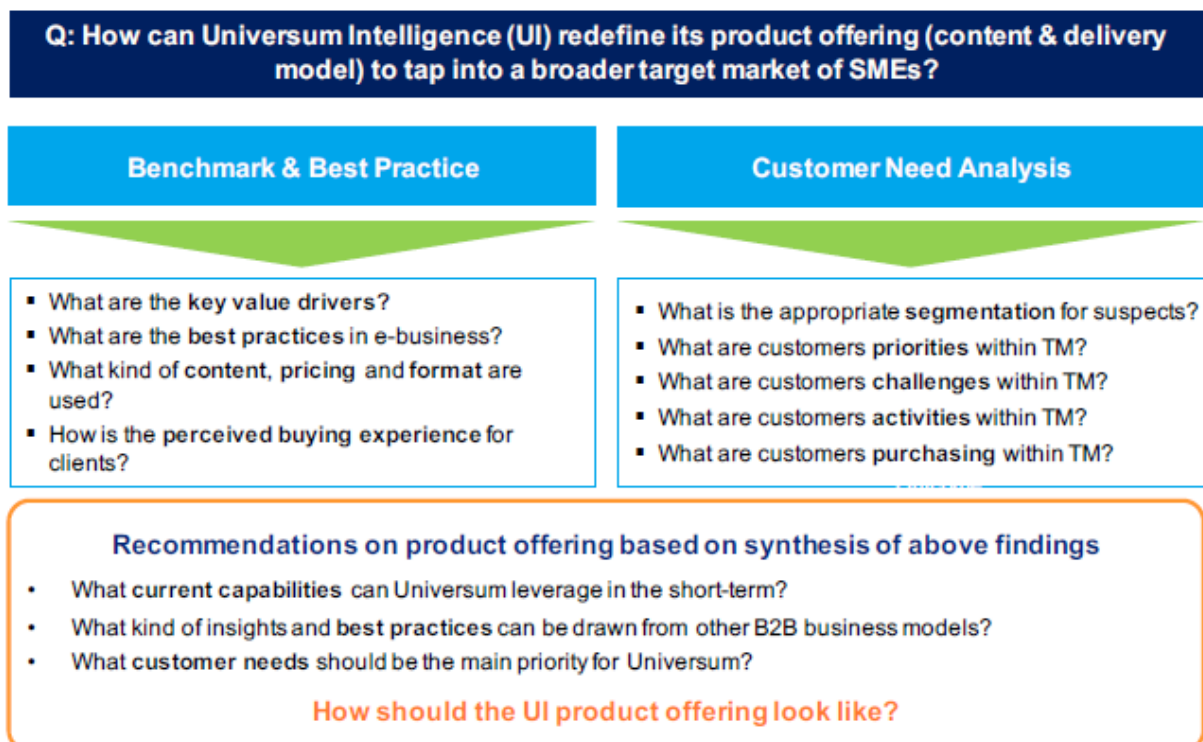 Q: How can Universum Intelligence (UI) redefine its product offering (content & delivery
model) to tap into a broader target market of SMEs?
Benchmark & Best Practice
▪ What are the key value drivers?
▪ What are the best practices in e-business?
▪ What kind of content, pricing and format are
used?
▪ How is the perceived buying experience for
clients?
Customer Need Analysis
▪ What is the appropriate segmentation for suspects?
▪ What are customers priorities within TM?
▪ What are customers challenges within TM?
▪ What are customers activities within TM?
▪ What are customers purchasing within TM?
Recommendations on product offering based on synthesis of above findings
• What current capabilities can Universum leverage in the short-term?
• What kind of insights and best practices can be drawn from other B2B business models?
• What customer needs should be the main priority for Universum?
How should the UI product offering look like?